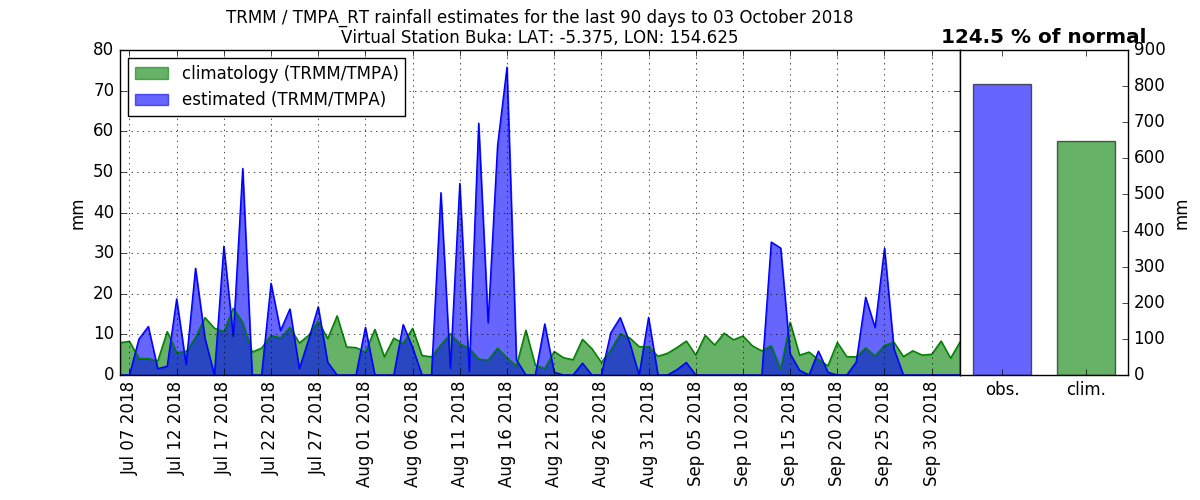 TRMM / TMPA_RT rainfall estimates for the last 90 days to 03 October 2018
Virtual Station Buka: LAT: -5.375, LON: 154.625
124.5 % of normal
climatology (TRMM/TMPA)
estimated (TRMM/TMPA)
80
70
60
50
40
30
20
10
0
mm
Jul 07 2018
Jul 12 2018
Jul 17 2018
Jul 22 2018
Jul 27 2018
Aug 01 2018
Aug 06 2018
Aug 11 2018
Aug 16 2018
Aug 21 2018
Aug 26 2018
Aug 31 2018
Sep 05 2018
Sep 10 2018
Sep 15 2018
Sep 20 2018
Sep 25 2018
Sep 30 2018
obs.
clim.
900
800
700
600
500
400
300
200
100
0
mm